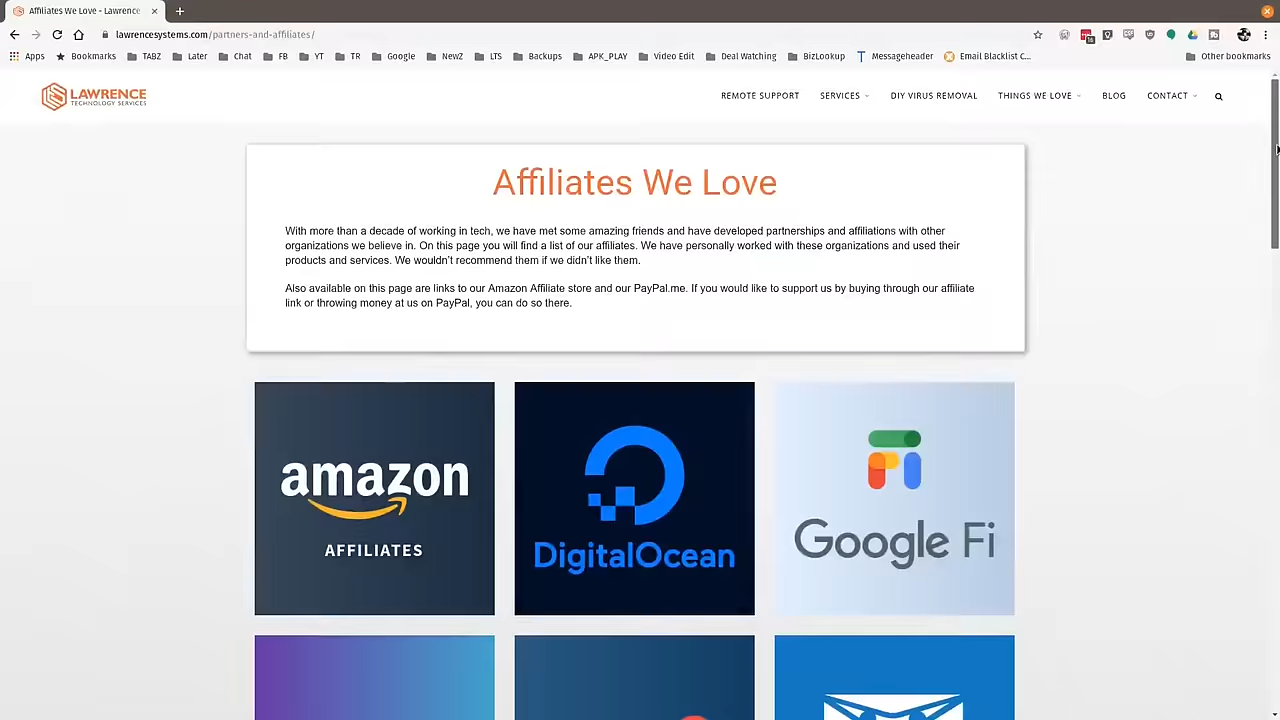 Affiliates We Love - Lawrence
lawrencesystems.com/partners-and-affiliates/
Apps Bookmarks TABZ Later Chat FB YT TR Google NewZ LTS Backups APK_PLAY Video Edit Deal Watching BizLookup Messageheader Email Blacklist C... Other bookmarks
LAWRENCE
TECHNOLOGY SERVICES
REMOTE SUPPORT SERVICES DIY VIRUS REMOVAL THINGS WE LOVE BLOG CONTACT
Affiliates We Love
With more than a decade of working in tech, we have met some amazing friends and have developed partnerships and affiliations with other
organizations we believe in. On this page you will find a list of our affiliates. We have personally worked with these organizations and used their
products and services. We wouldn't recommend them if we didn't like them.
Also available on this page are links to our Amazon Affiliate store and our PayPal.me. If you would like to support us by buying through our affiliate
link or throwing money at us on PayPal, you can do so there.
amazon
AFFILIATES
DigitalOcean
Google Fi